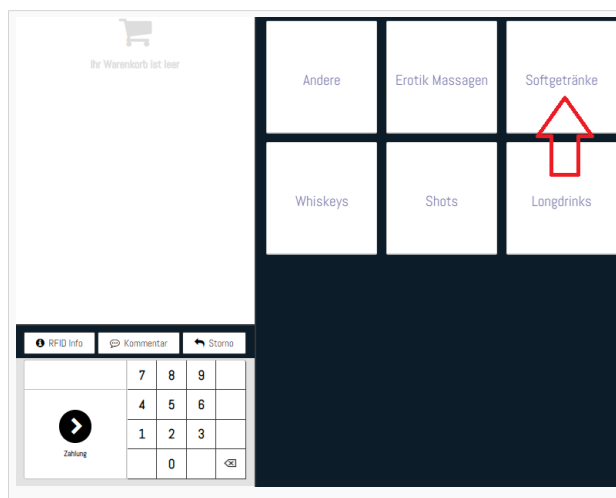 Ihr Warenkorb ist leer
Andere
Erotik Massagen
Softgetränke
Whiskeys
Shots
Longdrinks
RFID Info
Kommentar
Storno
7 8 9
4 5 6
1 2 3
0
Zahlung